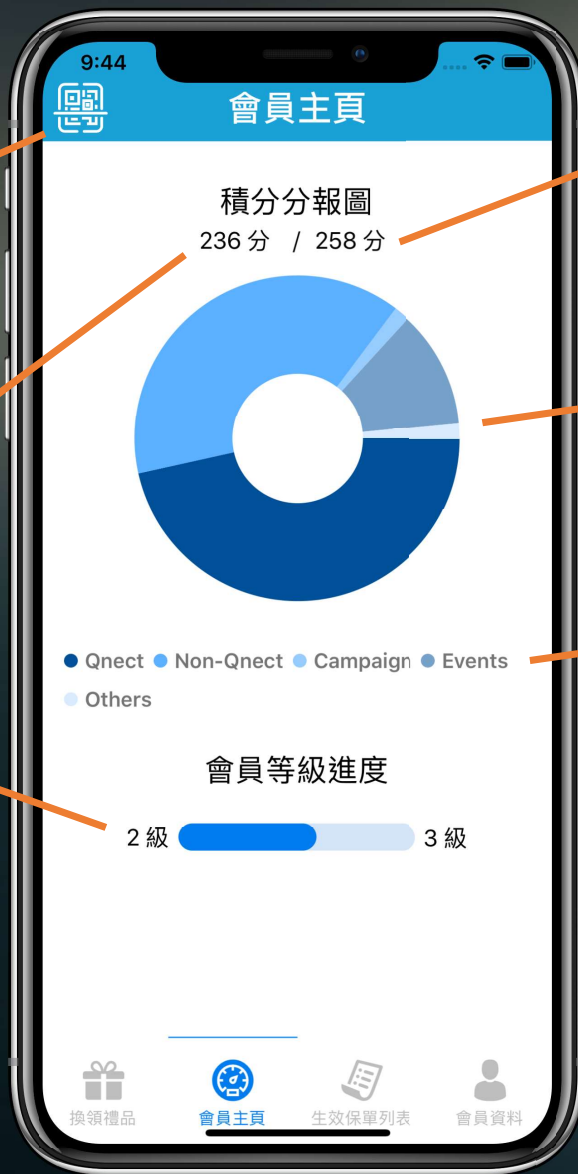 9:44
會員主頁
積分分報圖
236 分 / 258 分
Qnect Non-Qnect Campaign Events
Others
會員等級進度
2 級 3 級
換領禮品 會員主頁 生效保單列表 會員資料